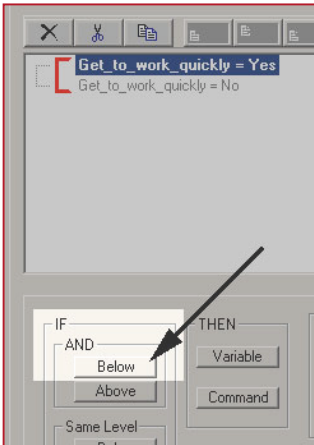 Get_to_work_quickly = Yes
Get_to_work_quickly = No
IF
THEN
AND
Below
Variable
Above
Command
Same Level